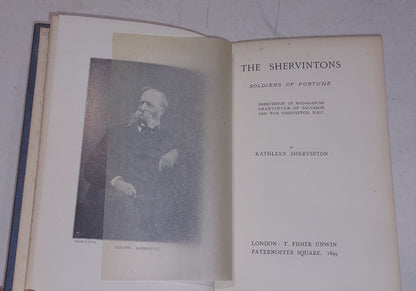 THE SHERVINTONS
SOLDIERS OF FORTUNE
SHERVINTON OF MADAGASCAR
SHERVINTON OF SALVADOR
AND TOM SHERVINTON, N.N.C.
BY
KATHLEEN SHERVINTON
LONDON: T. FISHER UNWIN
PATERNOSTER SQUARE. 1899
COLONEL SHERVINTON